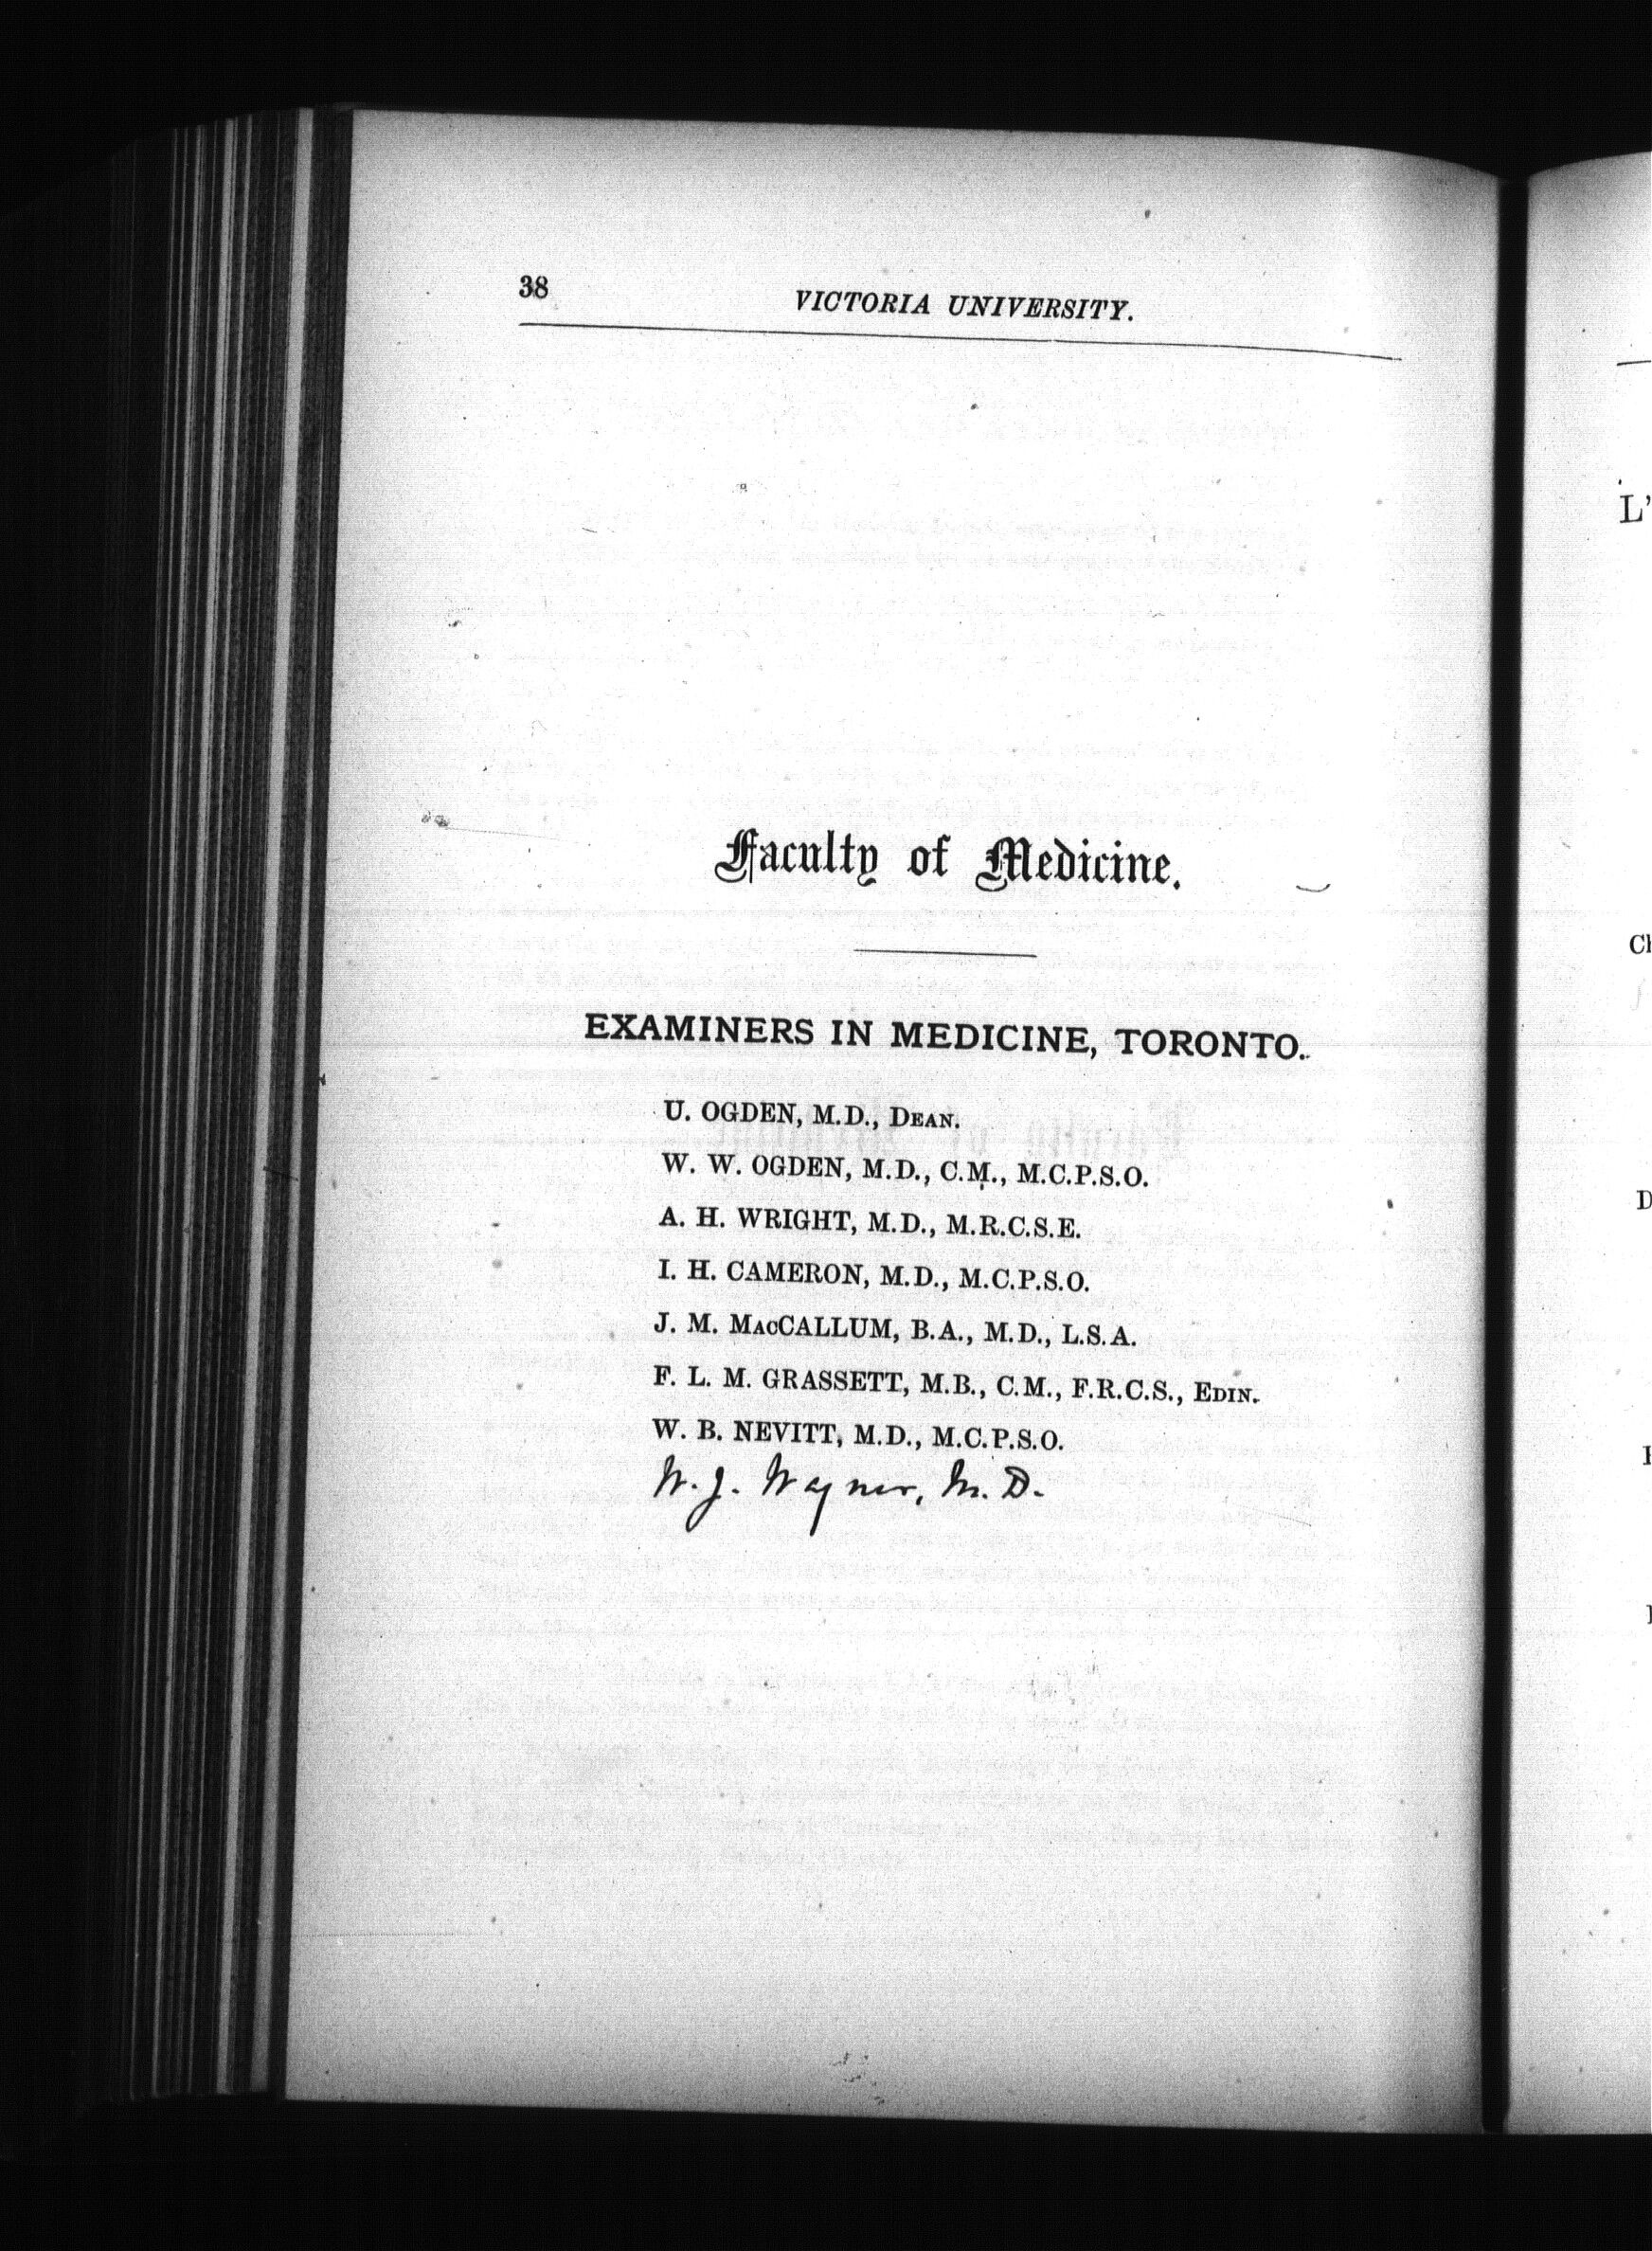 38
VICTORIA UNIVERSITY.
Faculty of Medicine.
EXAMINERS IN MEDICINE, TORONTO.
U. OGDEN, M.D., DEAN.
W. W. OGDEN, M.D., C.M., M.C.P.S.O.
A. H. WRIGHT, M.D., M.R.C.S.E.
I. H. CAMERON, M.D., M.C.P.S.O.
J. M. MACCALLUM, B.A., M.D., L.S.A.
F. L. M. GRASSETT, M.B., C.M., F.R.C.S., EDIN.
W. B. NEVITT, M.D., M.C.P.S.O.
W. J. Wagner, M. D.
L'